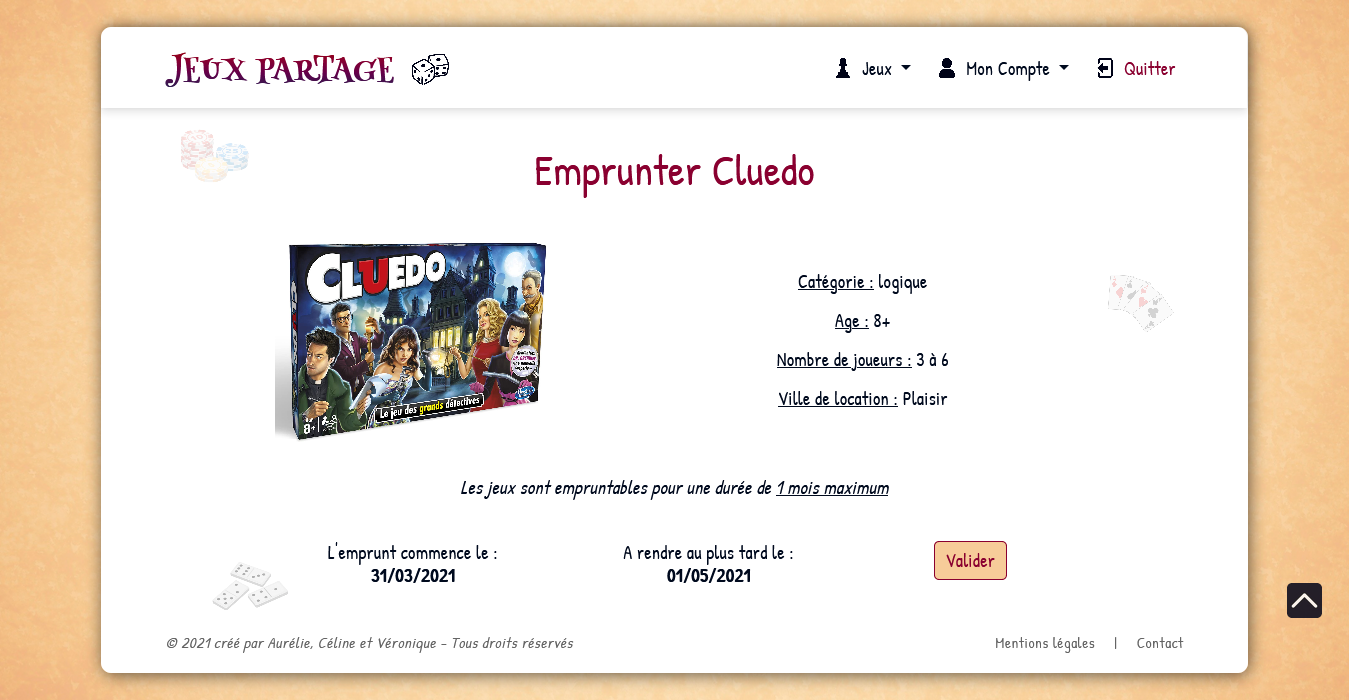 Jeux partage
Jeux
Mon Compte
Quitter
Emprunter Cluedo
CLUEDO
Le jeu des grands détectives
8+
Catégorie : logique
Age : 8+
Nombre de joueurs : 3 à 6
Ville de location : Plaisir
Les jeux sont empruntables pour une durée de 1 mois maximum
L'emprunt commence le :
31/03/2021
A rendre au plus tard le :
01/05/2021
Valider
© 2021 créé par Aurélie, Céline et Véronique - Tous droits réservés
Mentions légales | Contact